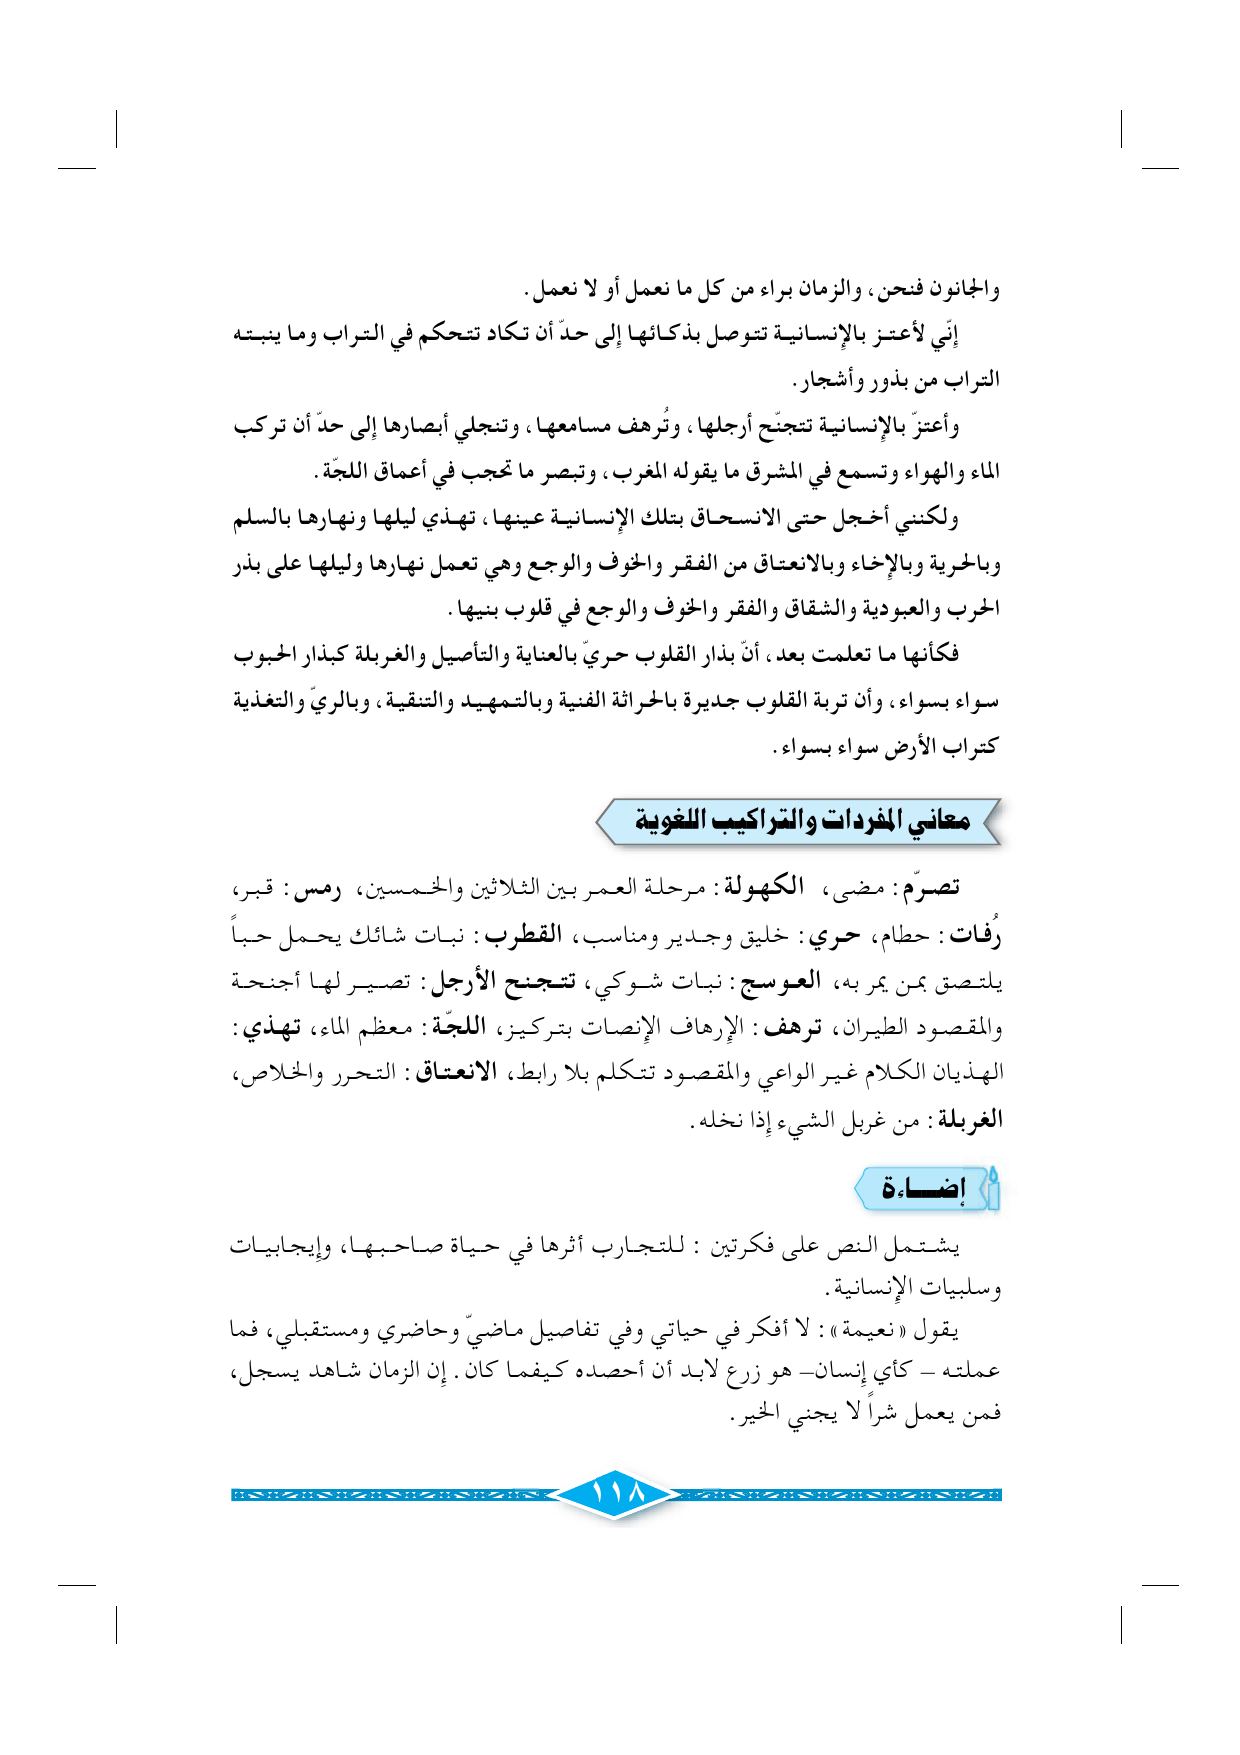 والجانون فنحن، والزمان براء من كل ما نعمل أو لا نعمل.
إنّي لأعتز بالإنسانية تتوصل بذكائها إلى حدّ أن تكاد تتحكم في التراب وما ينبته
التراب من بذور وأشجار.
وأعتزّ بالإنسانية تتجنّح أرجلها، وتُرهف مسامعها، وتنجلي أبصارها إلى حدّ أن تركب
الماء والهواء وتسمع في المشرق ما يقوله المغرب، وتبصر ما تحجب في أعماق اللجّة.
ولكنني أخجل حتى الانسحاق بتلك الإنسانية عينها، تهذي ليلها ونهارها بالسلم
وبالحرية وبالإخاء وبالانعتاق من الفقر والخوف والوجع وهي تعمل نهارها وليلها على بذر
الحرب والعبودية والشقاق والفقر والخوف والوجع في قلوب بنيها.
فكأنها ما تعلمت بعد، أنّ بذار القلوب حريّ بالعناية والتأصيل والغربلة كبذار الحبوب
سواء بسواء، وأن تربة القلوب جديرة بالحراثة الفنية وبالتمهيد والتنقية، وبالريّ والتغذية
كتراب الأرض سواء بسواء.
معاني المفردات والتراكيب اللغوية
تصرّم: مضى، الكهولة: مرحلة العمر بين الثلاثين والخمسين، رمس: قبر،
رُفات: حطام، حري: خليق وجدير ومناسب، القطرب: نبات شائك يحمل حباً
يلتصق بمن يمر به، العوسج: نبات شوكي، تتجنح الأرجل: تصير لها أجنحة
والمقصود الطيران، ترهف: الإرهاف الإنصات بتركيز، اللجّة: معظم الماء، تهذي:
الهذيان الكلام غير الواعي والمقصود تتكلم بلا رابط، الانعتاق: التحرر والخلاص،
الغربلة: من غربل الشيء إذا نخله.
إضاءة
يشتمل النص على فكرتين : للتجارب أثرها في حياة صاحبها، وإيجابيات
وسلبيات الإنسانية.
يقول «نعيمة»: لا أفكر في حياتي وفي تفاصيل ماضيّ وحاضري ومستقبلي، فما
عملته – كأي إنسان– هو زرع لابد أن أحصده كيفما كان. إن الزمان شاهد يسجل،
فمن يعمل شراً لا يجني الخير.
١١٨